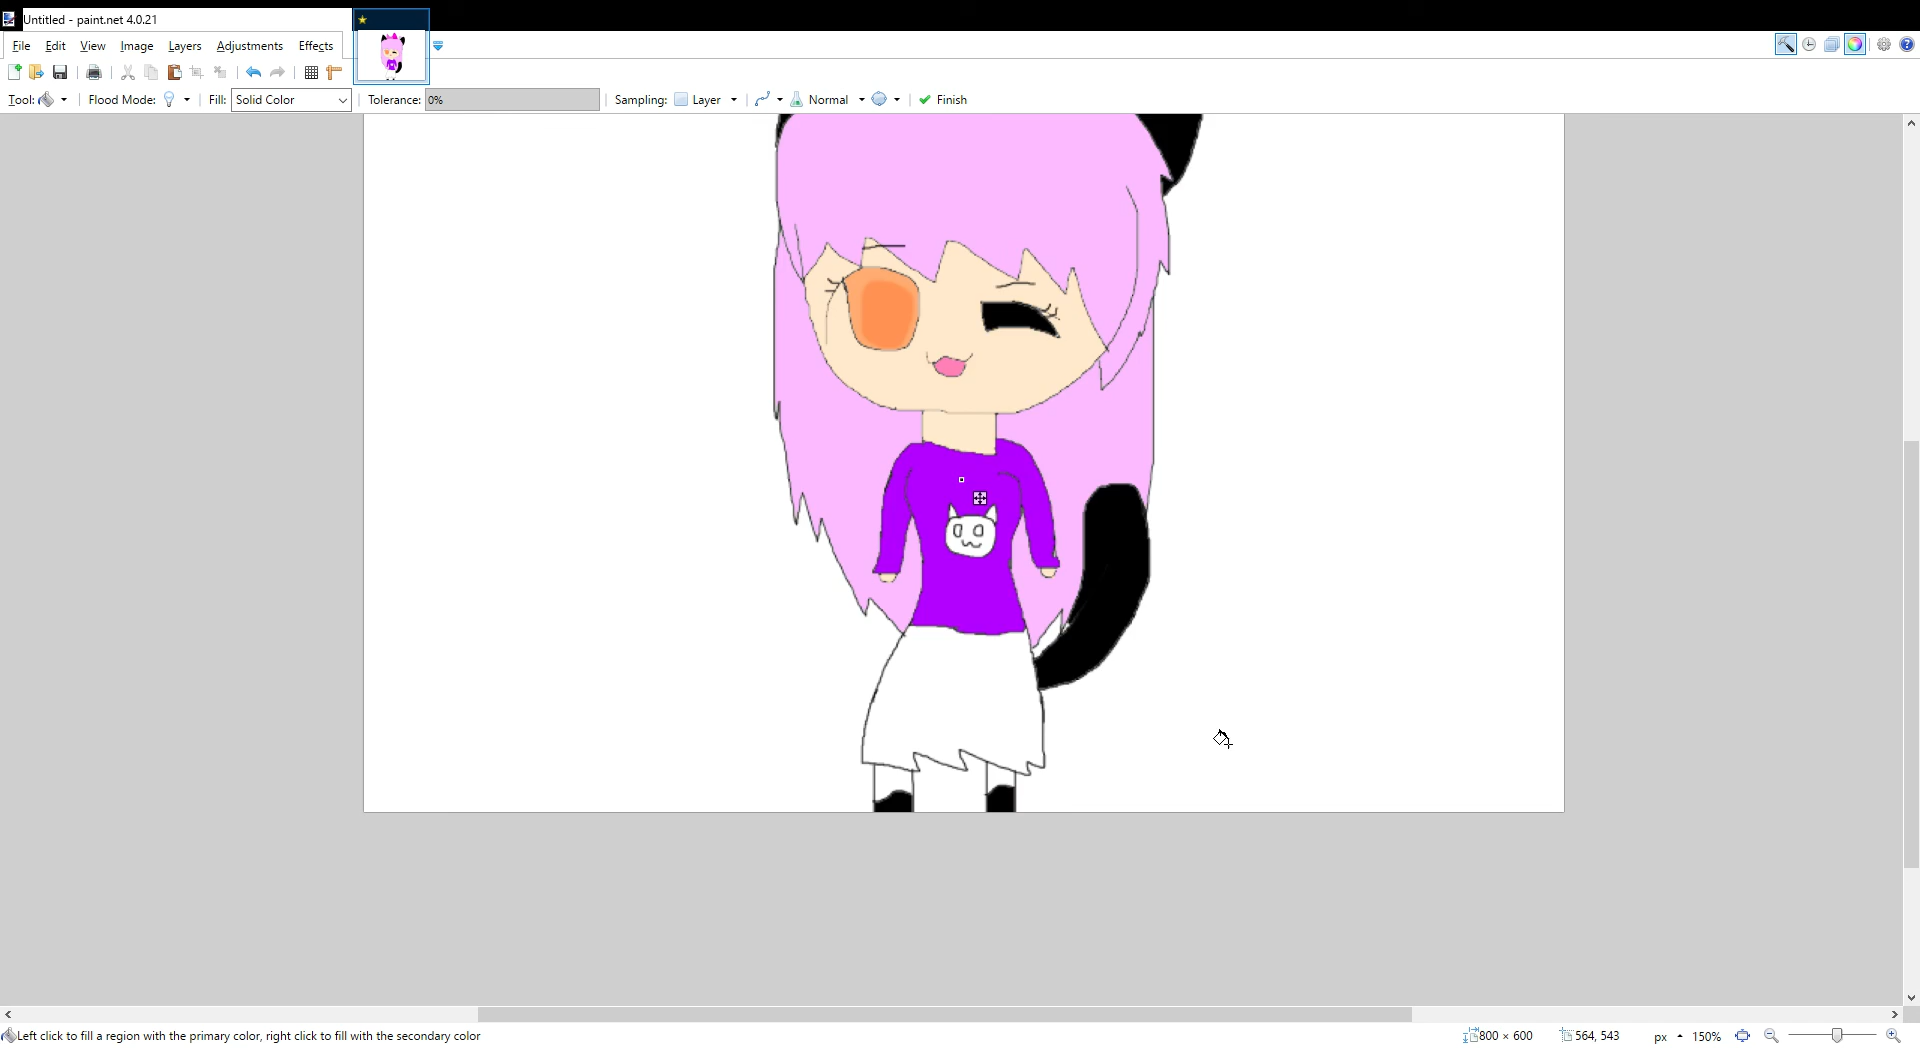 Untitled - paint.net 4.0.21
File Edit View Image Layers Adjustments Effects
Tool: Flood Mode: Fill: Solid Color Tolerance: 0% Sampling: Layer Normal Finish
Left click to fill a region with the primary color, right click to fill with the secondary color 800 × 600 564, 543 px 150%